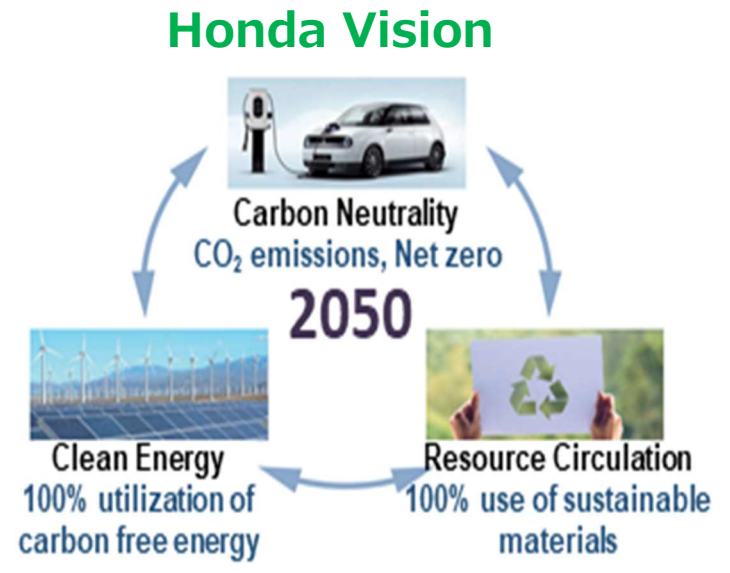 Honda Vision
Carbon Neutrality
CO₂ emissions, Net zero
2050
Clean Energy
100% utilization of
carbon free energy
Resource Circulation
100% use of sustainable
materials